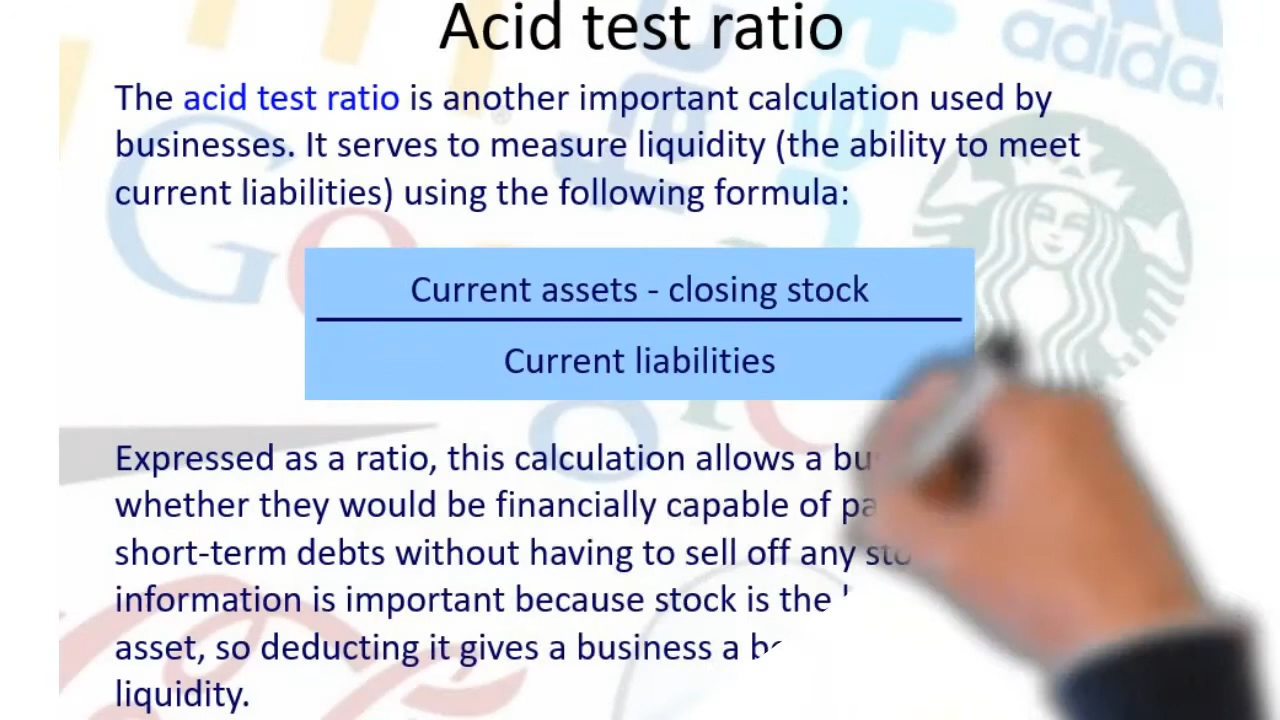 Acid test ratio
adidas
The acid test ratio is another important calculation used by
businesses. It serves to measure liquidity (the ability to meet
current liabilities) using the following formula:
Current assets - closing stock
Current liabilities
Expressed as a ratio, this calculation allows a
whether they would be financially capable of
short-term debts without having to sell off any
information is important because stock is the
asset, so deducting it gives a business a
liquidity.